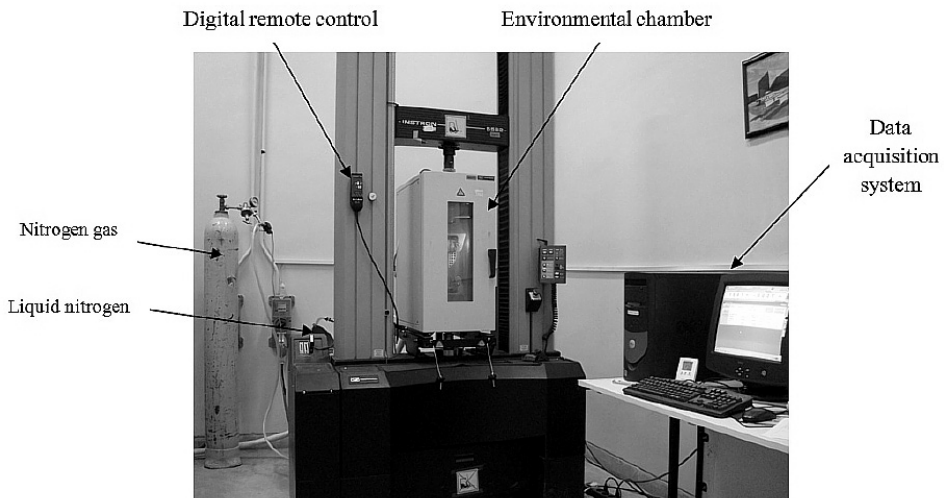 Digital remote control
Environmental chamber
INSTRON
Data
acquisition
system
Nitrogen gas
Liquid nitrogen